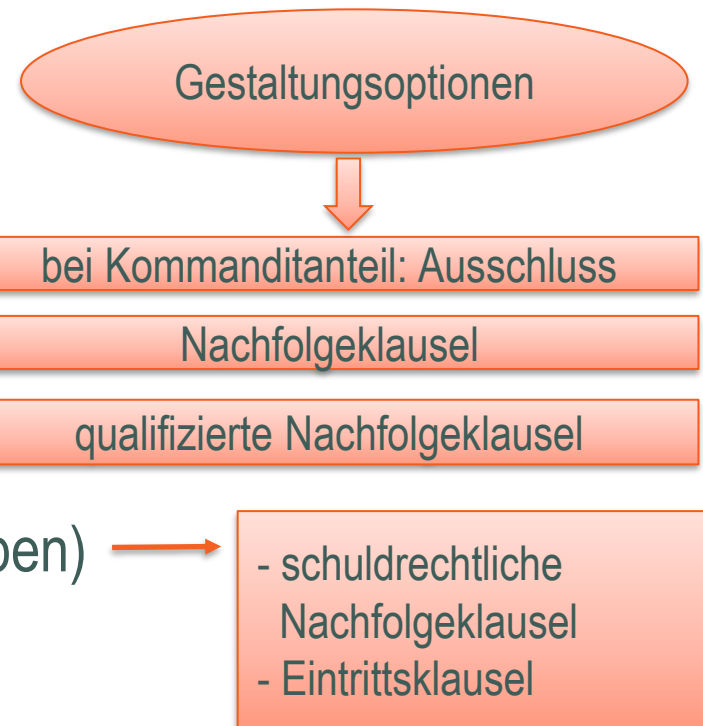 Gestaltungsoptionen
bei Kommanditanteil: Ausschluss
Nachfolgeklausel
qualifizierte Nachfolgeklausel
ben)
- schuldrechtliche
Nachfolgeklausel
- Eintrittsklausel